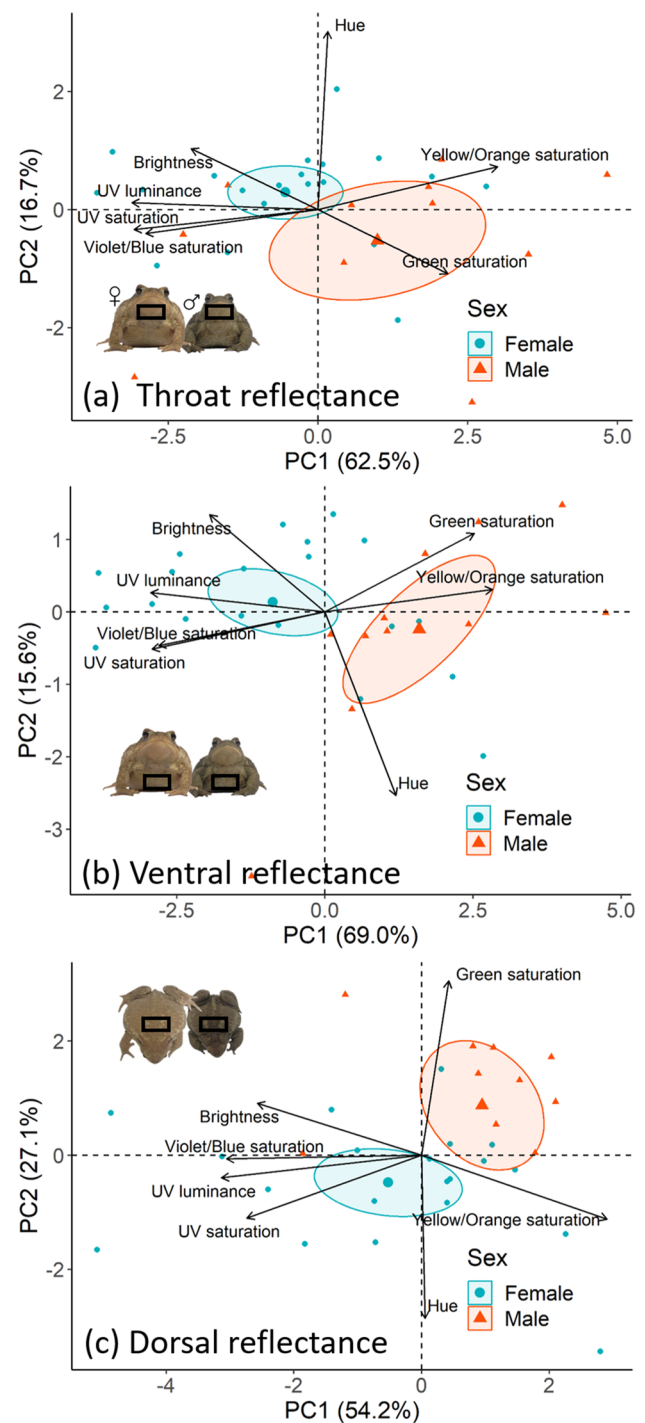 Hue
2
Yellow/Orange saturation
Brightness
UV luminance
0
UV saturation
Violet/Blue saturation
Green saturation
PC2 (16.7%)
♀ ♂
Sex
-2
Female
Male
(a) Throat reflectance
-2.5 0.0 2.5 5.0
PC1 (62.5%)
Green saturation
Brightness
1
UV luminance
Yellow/Orange saturation
0
Violet/Blue saturation
UV saturation
-1
PC2 (15.6%)
-2
Hue
Sex
Female
-3
Male
(b) Ventral reflectance
-2.5 0.0 2.5 5.0
PC1 (69.0%)
Green saturation
2
Brightness
Violet/Blue saturation
0
UV luminance
Yellow/Orange saturation
UV saturation
PC2 (27.1%)
-2
Sex
Hue
Female
Male
(c) Dorsal reflectance
-4 -2 0 2
PC1 (54.2%)